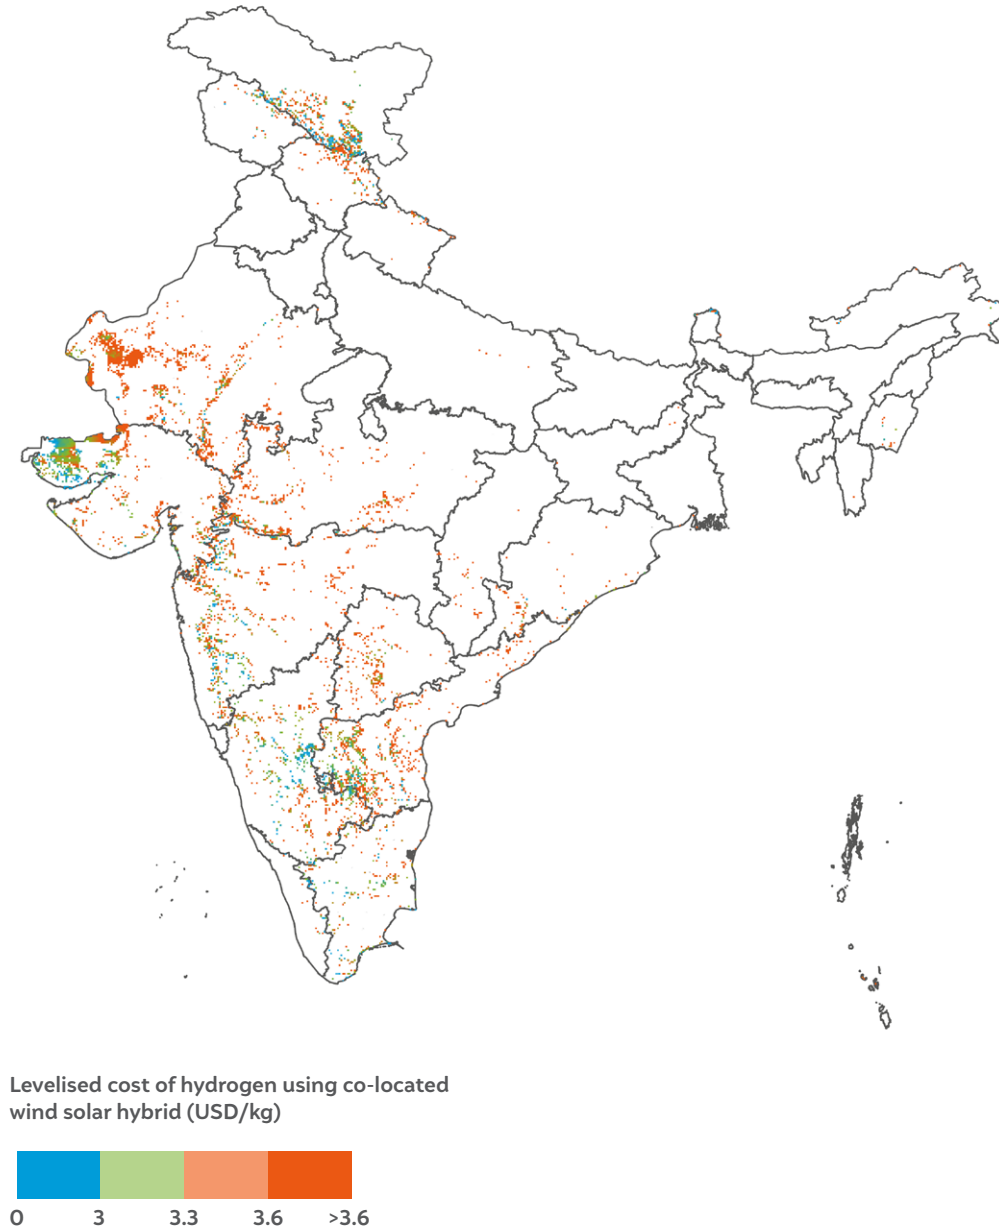 Levelised cost of hydrogen using co-located
wind solar hybrid (USD/kg)
0 3 3.3 3.6 >3.6